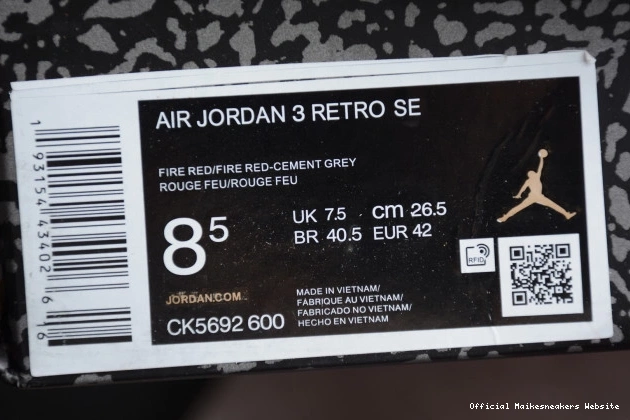 AIR JORDAN 3 RETRO SE
FIRE RED/FIRE RED-CEMENT GREY
ROUGE FEU/ROUGE FEU
8 5
UK 7.5 cm 26.5
BR 40.5 EUR 42
RFID
JORDAN.COM
MADE IN VIETNAM/
FABRIQUE AU VIETNAM/
FABRICADO NO VIETNAM/
HECHO EN VIETNAM
CK5692 600
1 93154 43402 6 16
Official Maikesneakers Website